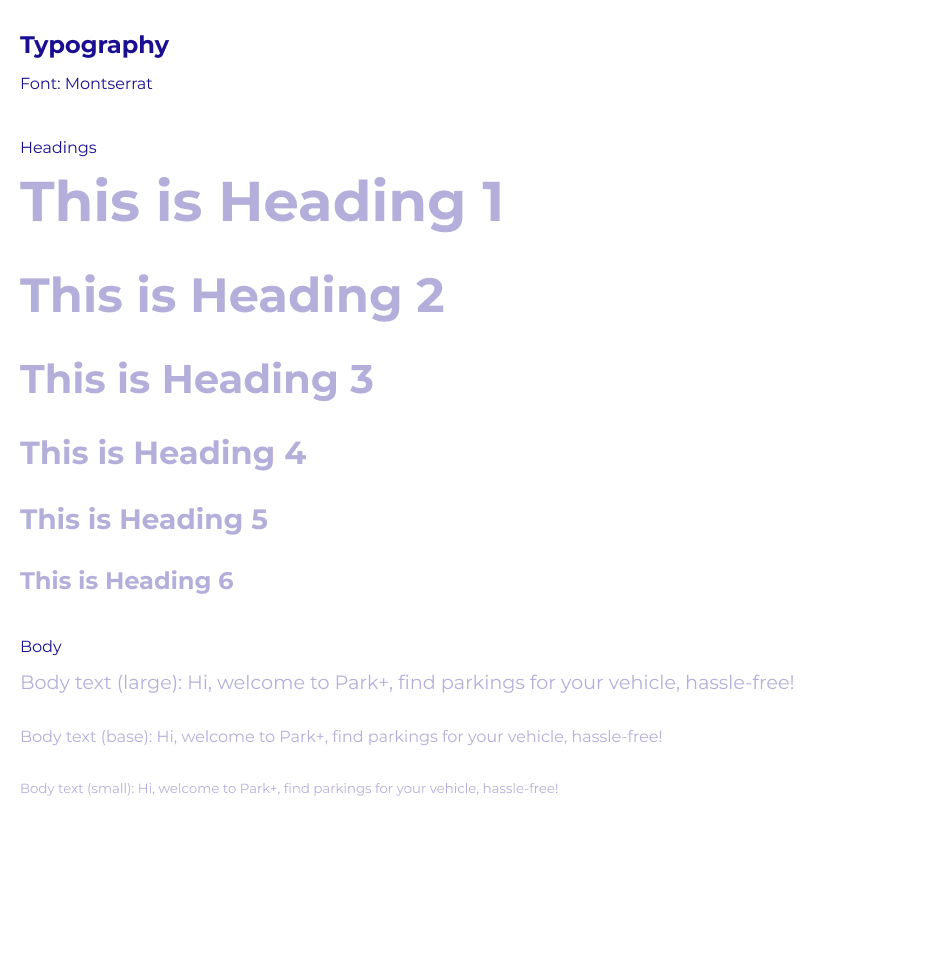 Typography
Font: Montserrat
Headings
This is Heading 1
This is Heading 2
This is Heading 3
This is Heading 4
This is Heading 5
This is Heading 6
Body
Body text (large): Hi, welcome to Park+, find parkings for your vehicle, hassle-free!
Body text (base): Hi, welcome to Park+, find parkings for your vehicle, hassle-free!
Body text (small): Hi, welcome to Park+, find parkings for your vehicle, hassle-free!